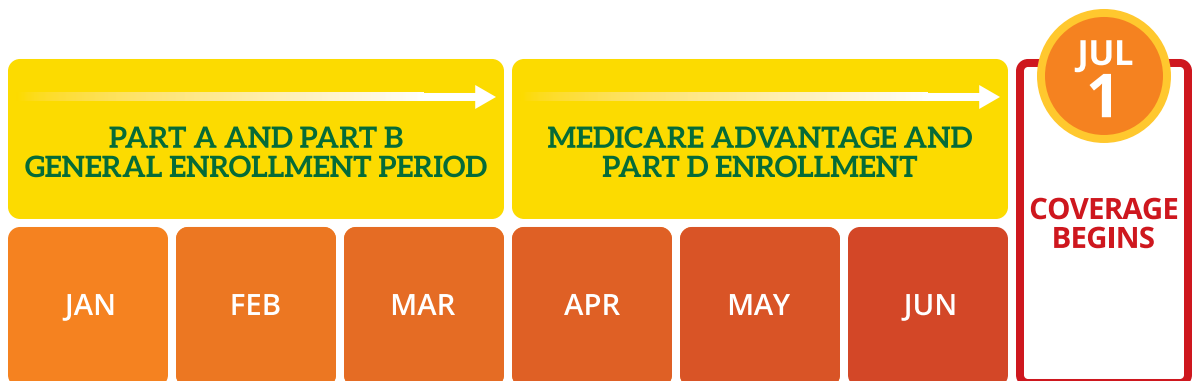 PART A AND PART B
GENERAL ENROLLMENT PERIOD
MEDICARE ADVANTAGE AND
PART D ENROLLMENT
JUL
1
COVERAGE
BEGINS
JAN
FEB
MAR
APR
MAY
JUN